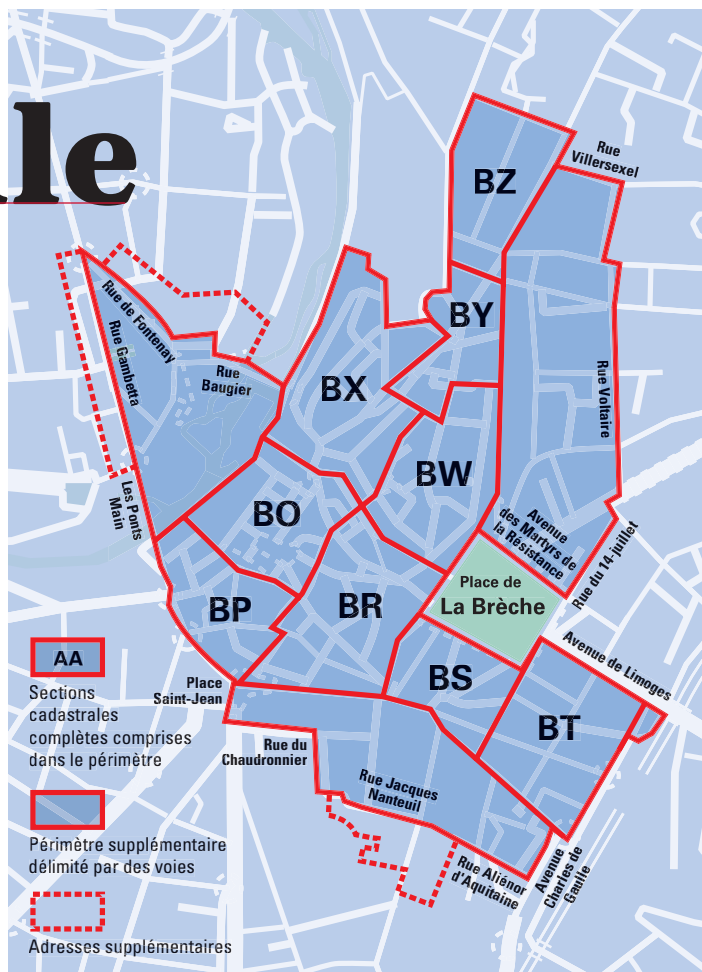 le
BZ
Rue
Villersexel
BY
Rue de Fontenay
Rue Gambetta
Rue
Baugier
BX
Rue Voltaire
BW
Les Ponts
Main
BO
Avenue
des Martyrs de
la Résistance
Rue du 14-juillet
Place de
La Brèche
BP
BR
Avenue de Limoges
BS
BT
Place
Saint-Jean
Rue du
Chaudronnier
Rue Jacques
Nanteuil
Rue Aliénor
d'Aquitaine
Avenue
Charles de
Gaulle
AA
Sections
cadastrales
complètes comprises
dans le périmètre
Périmètre supplémentaire
délimité par des voies
Adresses supplémentaires